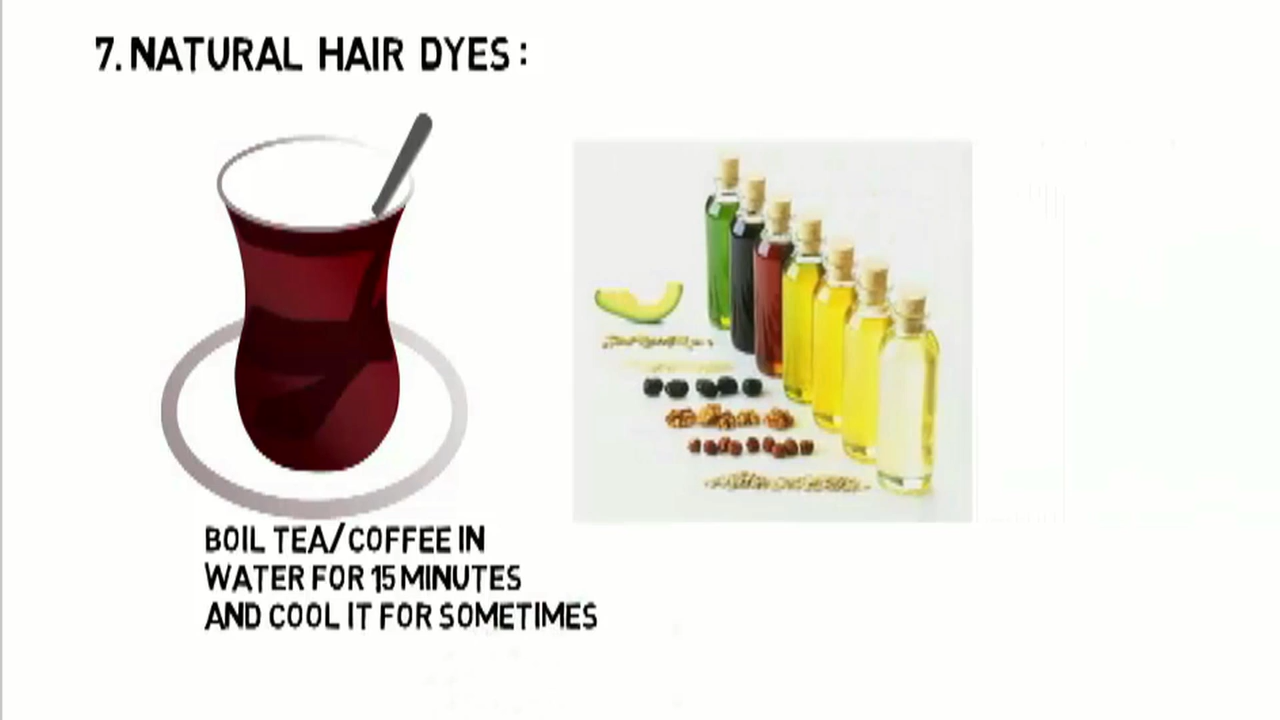 7. NATURAL HAIR DYES:
BOIL TEA/COFFEE IN
WATER FOR 15 MINUTES
AND COOL IT FOR SOMETIMES